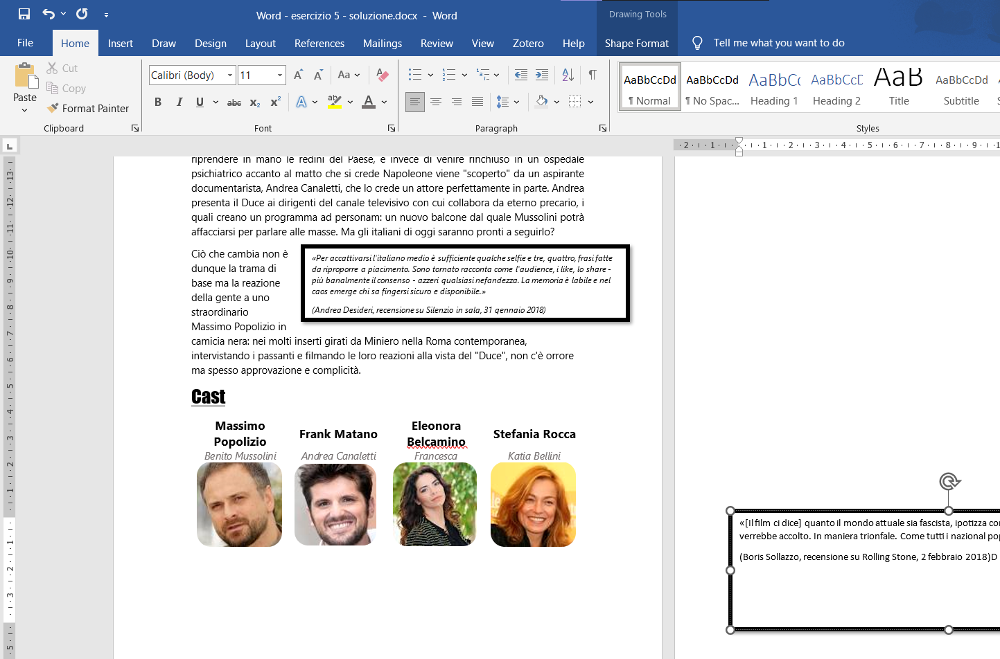 Word - esercizio 5 - soluzione.docx - Word
Drawing Tools
File Home Insert Draw Design Layout References Mailings Review View Zotero Help Shape Format Tell me what you want to do
Paste
Cut
Copy
Format Painter
Clipboard
Calibri (Body) 11
Font
Paragraph
AaBbCcDd AaBbCcDd AaBbCc AaBbCcD AaB AaBbCcDd
¶ Normal ¶ No Spac... Heading 1 Heading 2 Title Subtitle
Styles
riprendere in mano le redini del Paese, e invece di venire rinchiuso in un ospedale
psichiatrico accanto al matto che si crede Napoleone viene "scoperto" da un aspirante
documentarista, Andrea Canaletti, che lo crede un attore perfettamente in parte. Andrea
presenta il Duce ai dirigenti del canale televisivo con cui collabora da eterno precario, i
quali creano un programma ad personam: un nuovo balcone dal quale Mussolini potrà
affacciarsi per parlare alle masse. Ma gli italiani di oggi saranno pronti a seguirlo?
Ciò che cambia non è
dunque la trama di
base ma la reazione
della gente a uno
straordinario
Massimo Popolizio in
camicia nera: nei molti inserti girati da Miniero nella Roma contemporanea,
intervistando i passanti e filmando le loro reazioni alla vista del "Duce", non c'è orrore
ma spesso approvazione e complicità.
«Per accattivarsi l'italiano medio è sufficiente qualche selfie e tre, quattro, frasi fatte
da riproporre a piacimento. Sono tornato racconta come l'audience, i like, lo share -
più banalmente il consenso - azzeri qualsiasi nefandezza. La memoria è labile e nel
caos emerge chi sa fingersi sicuro e disponibile.»
(Andrea Desideri, recensione su Silenzio in sala, 31 gennaio 2018)
Cast
Massimo Popolizio
Benito Mussolini
Frank Matano
Andrea Canaletti
Eleonora Belcamino
Francesca
Stefania Rocca
Katia Bellini
«[Il film ci dice] quanto il mondo attuale sia fascista, ipotizza
verrebbe accolto. In maniera trionfale. Come tutti i nazional
(Boris Sollazzo, recensione su Rolling Stone, 2 febbraio 2018)D